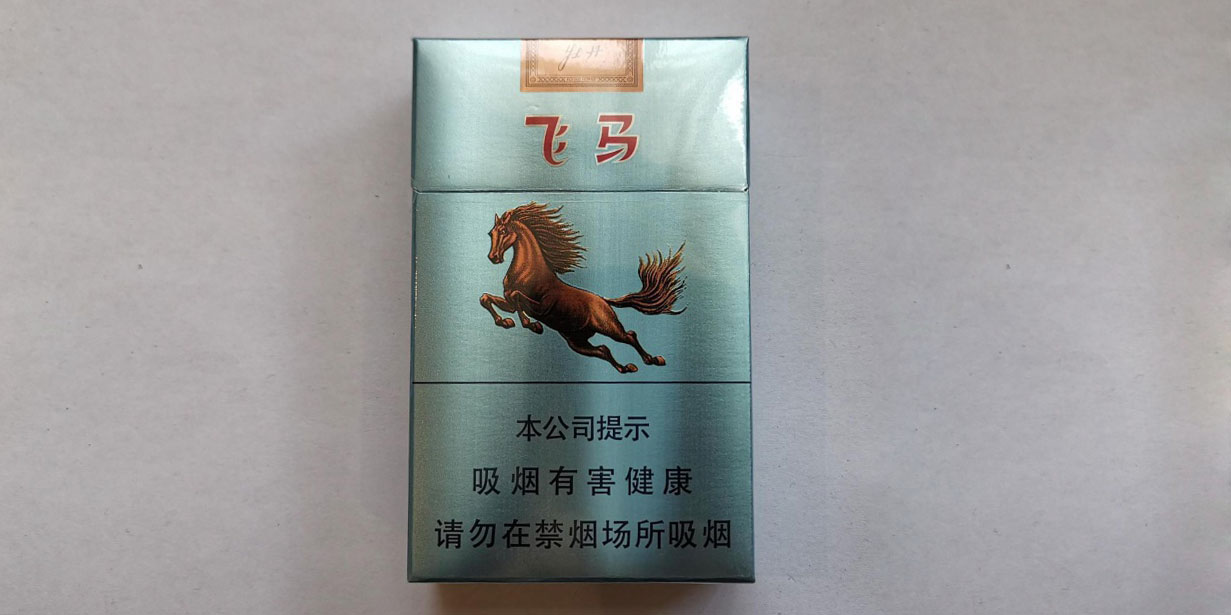 飞马
本公司提示
吸烟有害健康
请勿在禁烟场所吸烟